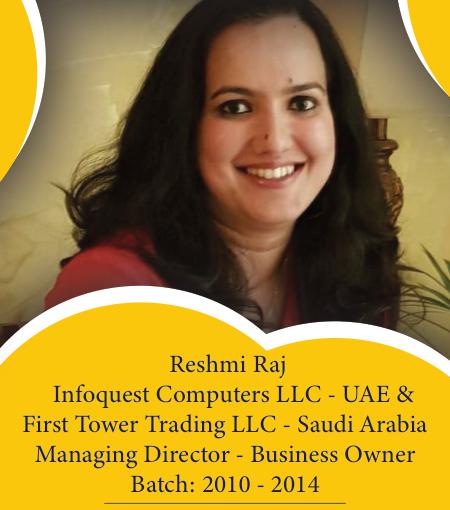 Reshmi Raj
Infoquest Computers LLC - UAE &
First Tower Trading LLC - Saudi Arabia
Managing Director - Business Owner
Batch: 2010 - 2014